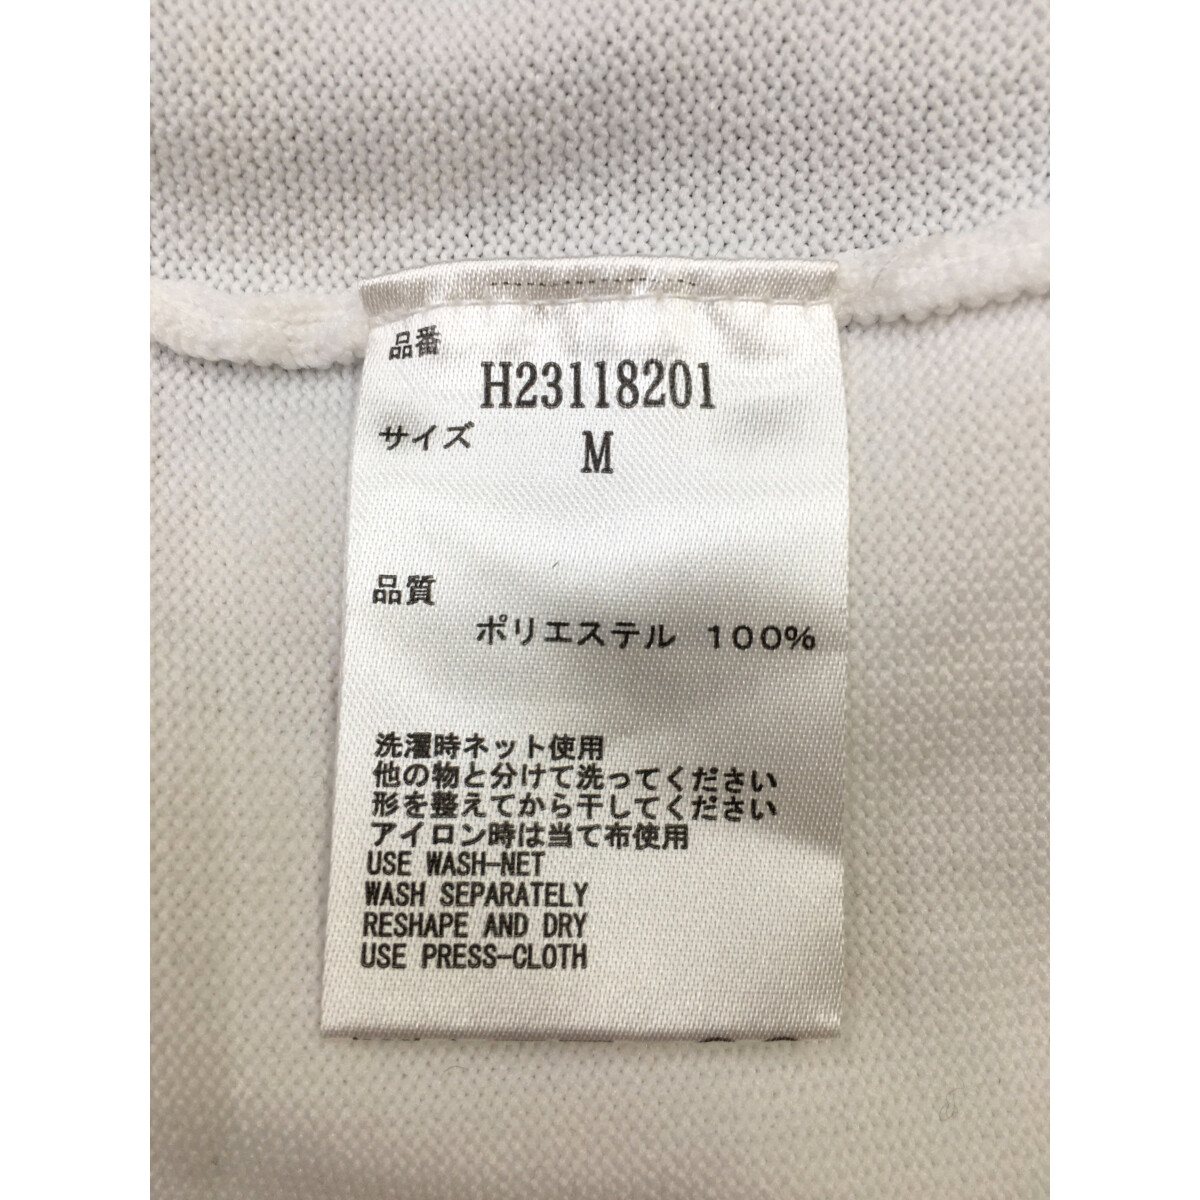 品番
H23118201
サイズ M
品質
ポリエステル 100%
洗濯時ネット使用
他の物と分けて洗ってください
形を整えてから干してください
アイロン時は当て布使用
USE WASH-NET
WASH SEPARATELY
RESHAPE AND DRY
USE PRESS-CLOTH